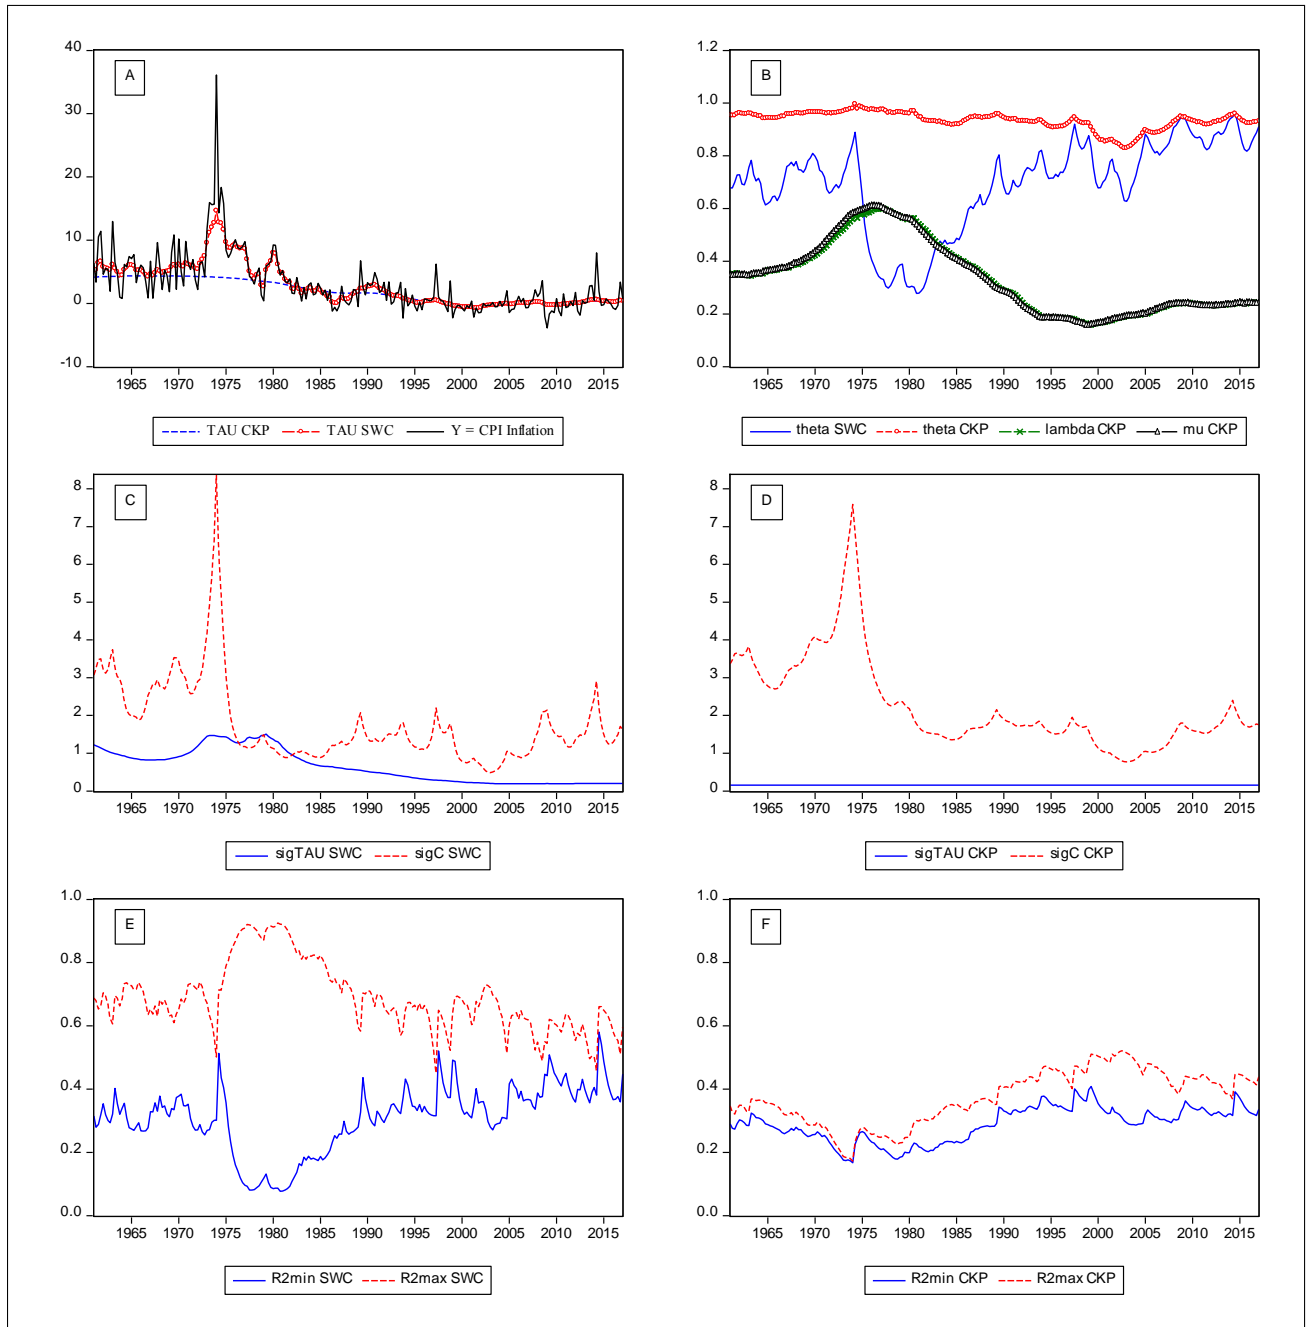 A
40
30
20
10
0
-10
1965 1970 1975 1980 1985 1990 1995 2000 2005 2010 2015
TAU CKP TAU SWC Y = CPI Inflation
B
1.2
1.0
0.8
0.6
0.4
0.2
0.0
1965 1970 1975 1980 1985 1990 1995 2000 2005 2010 2015
theta SWC theta CKP lambda CKP mu CKP
C
8
7
6
5
4
3
2
1
0
1965 1970 1975 1980 1985 1990 1995 2000 2005 2010 2015
sigTAU SWC sigC SWC
D
8
7
6
5
4
3
2
1
0
1965 1970 1975 1980 1985 1990 1995 2000 2005 2010 2015
sigTAU CKP sigC CKP
E
1.0
0.8
0.6
0.4
0.2
0.0
1965 1970 1975 1980 1985 1990 1995 2000 2005 2010 2015
R2min SWC R2max SWC
F
1.0
0.8
0.6
0.4
0.2
0.0
1965 1970 1975 1980 1985 1990 1995 2000 2005 2010 2015
R2min CKP R2max CKP